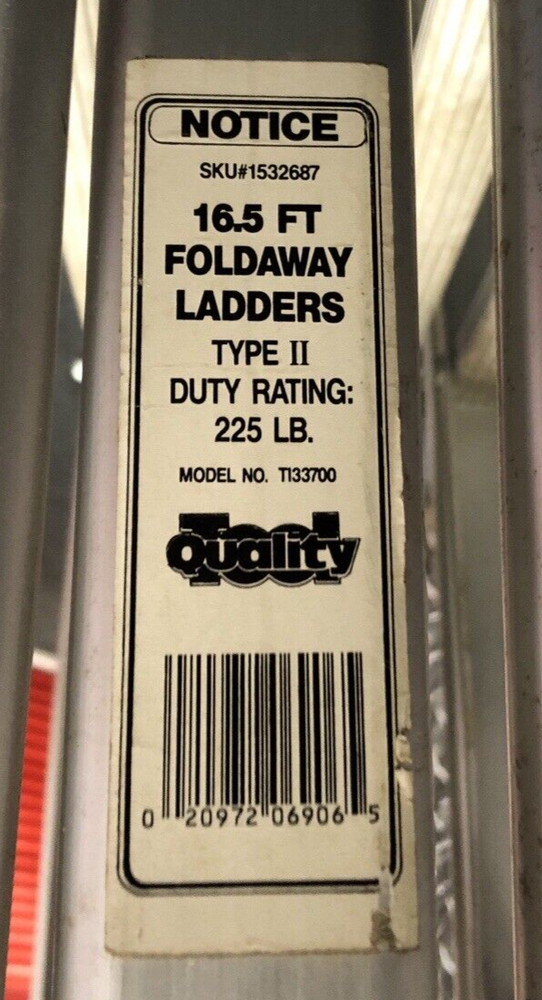 NOTICE
SKU#1532687
16.5 FT
FOLDAWAY
LADDERS
TYPE II
DUTY RATING:
225 LB.
MODEL NO. TI33700
Tool
Quality
0 20972 06906 5